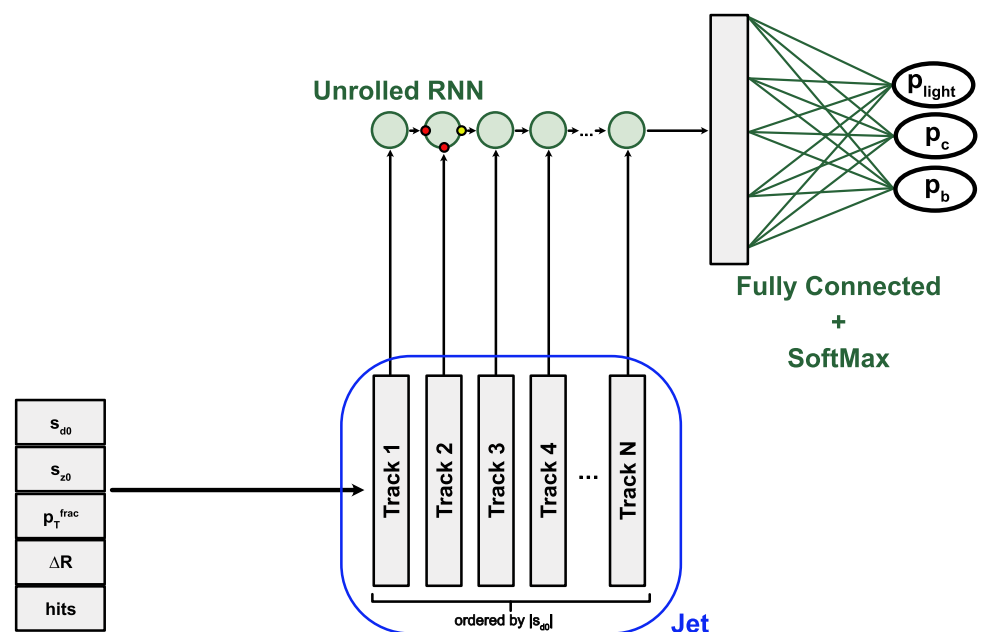 Unrolled RNN
...
p_light
p_c
p_b
Fully Connected
+
SoftMax
s_d0
s_z0
p_T^frac
ΔR
hits
Track 1
Track 2
Track 3
Track 4
...
Track N
ordered by |s_d0|
Jet